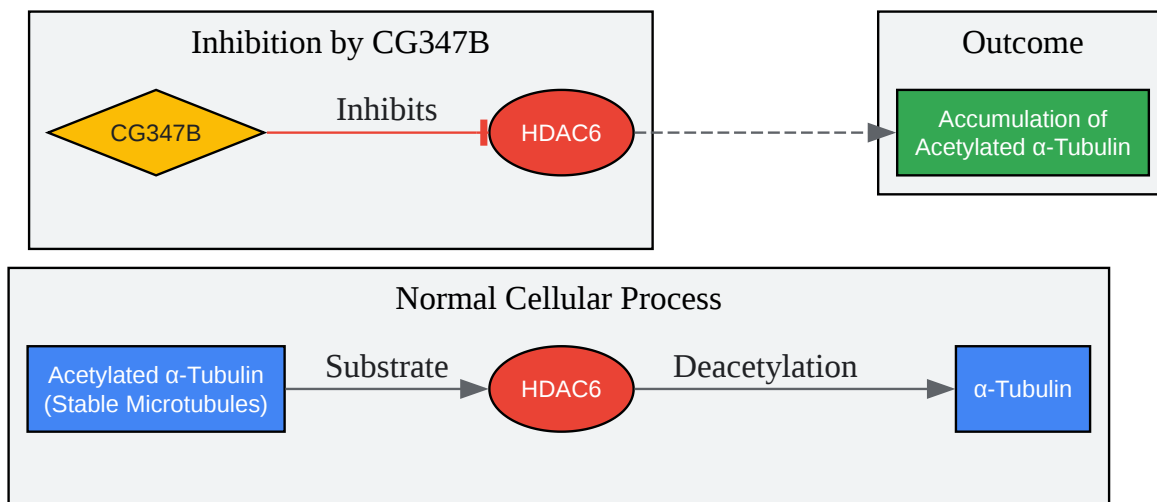 Inhibition by CG347B
Outcome
CG347B
Inhibits
HDAC6
Accumulation of
Acetylated α-Tubulin
Normal Cellular Process
Acetylated α-Tubulin
(Stable Microtubules)
Substrate
HDAC6
Deacetylation
α-Tubulin